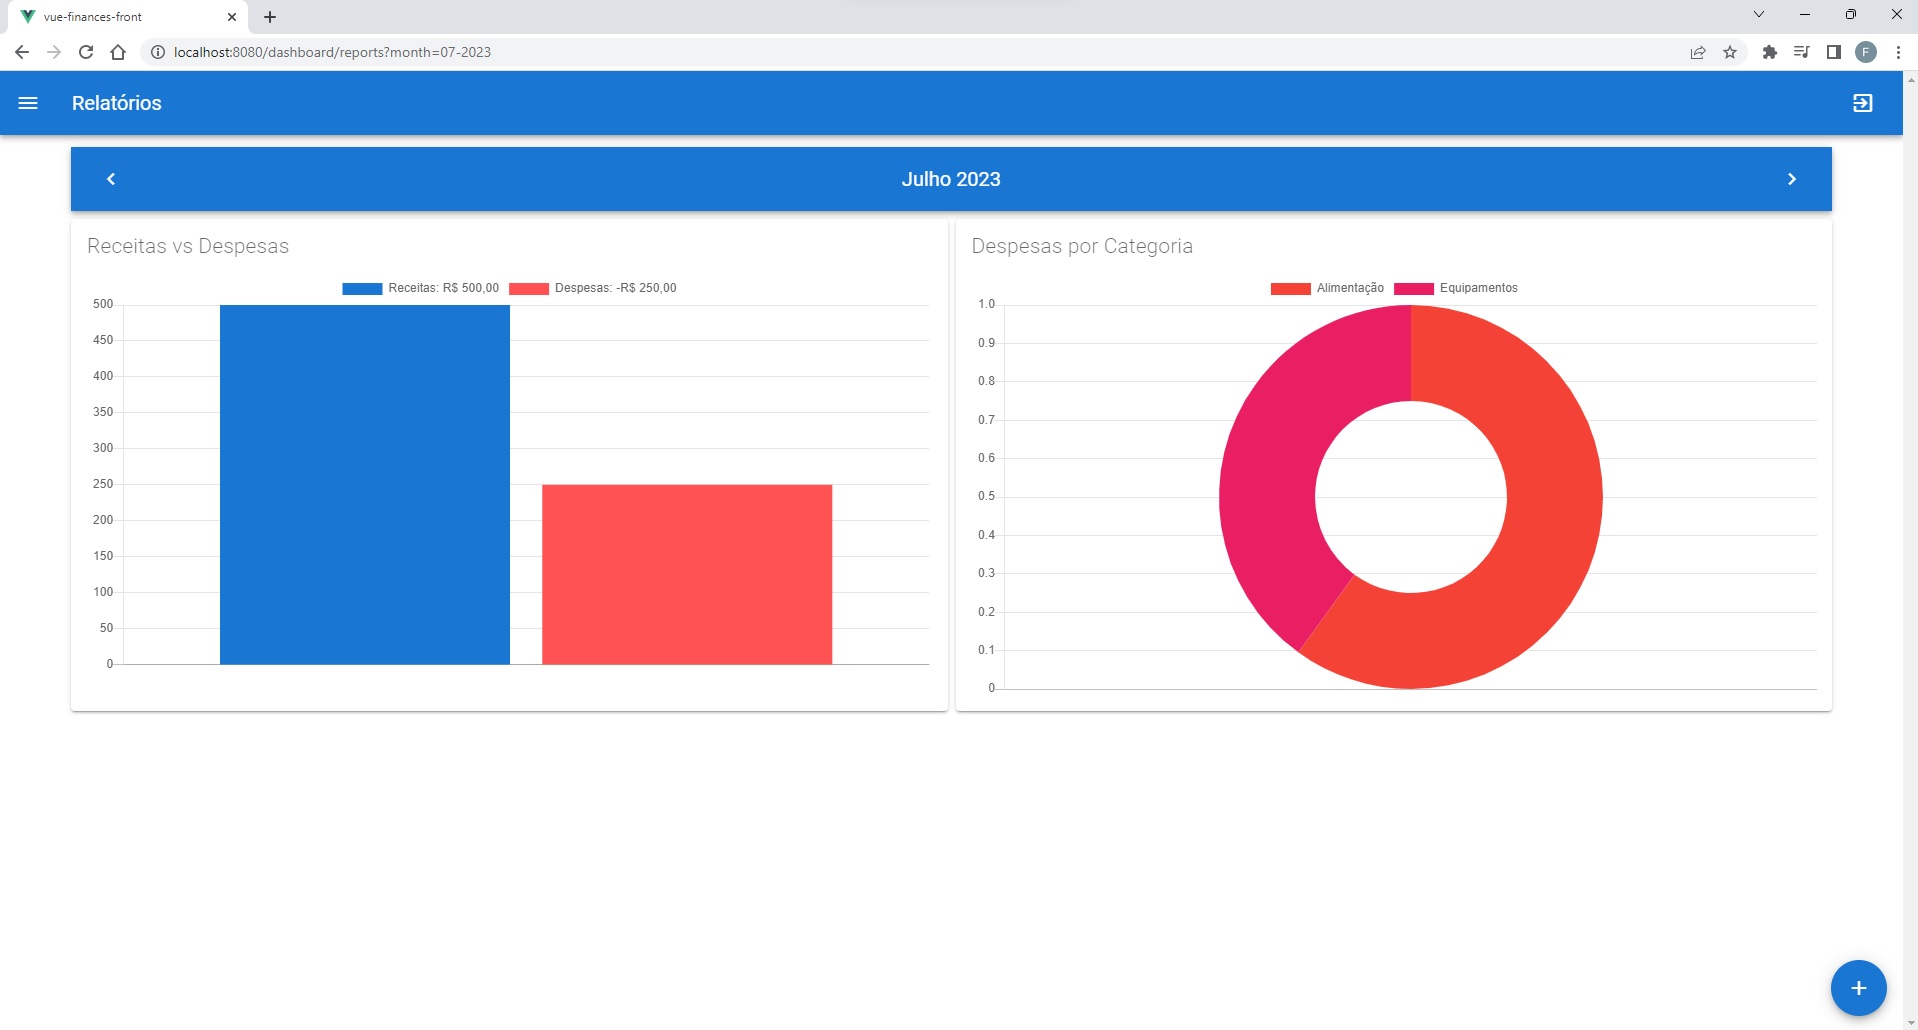 vue-finances-front
localhost:8080/dashboard/reports?month=07-2023
F
Relatórios
Julho 2023
Receitas vs Despesas
Receitas: R$ 500,00 Despesas: -R$ 250,00
500
450
400
350
300
250
200
150
100
50
0
Despesas por Categoria
Alimentação Equipamentos
1.0
0.9
0.8
0.7
0.6
0.5
0.4
0.3
0.2
0.1
0